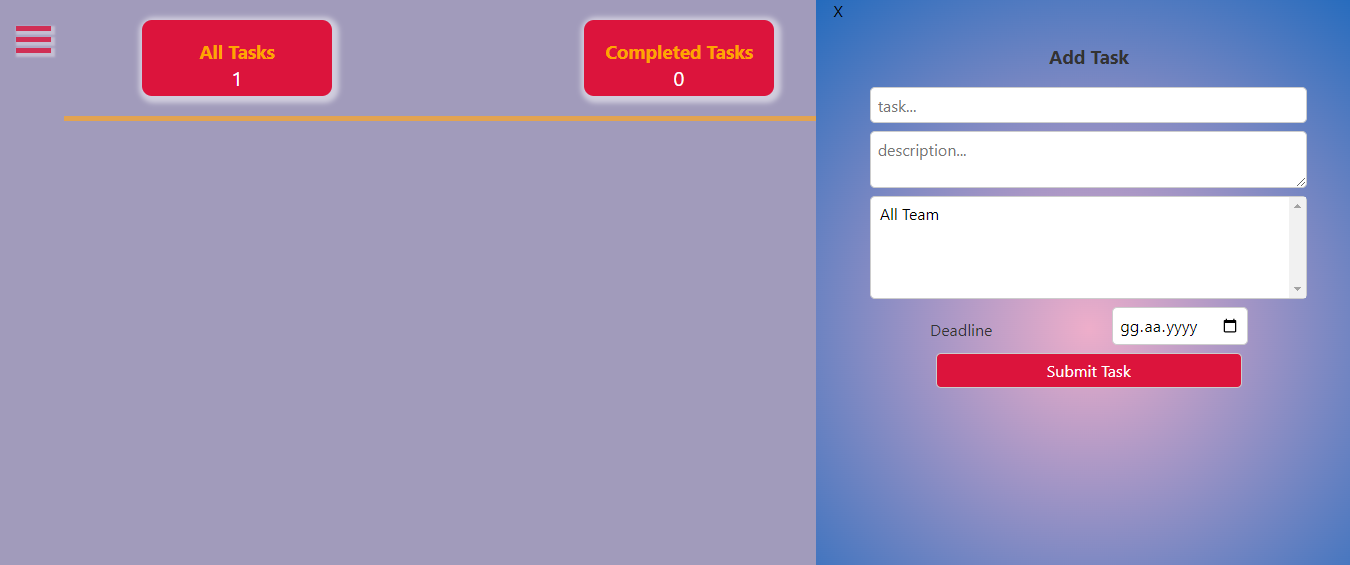 All Tasks
1
Completed Tasks
0
X
Add Task
task...
description...
All Team
Deadline
gg.aa.yyyy
Submit Task